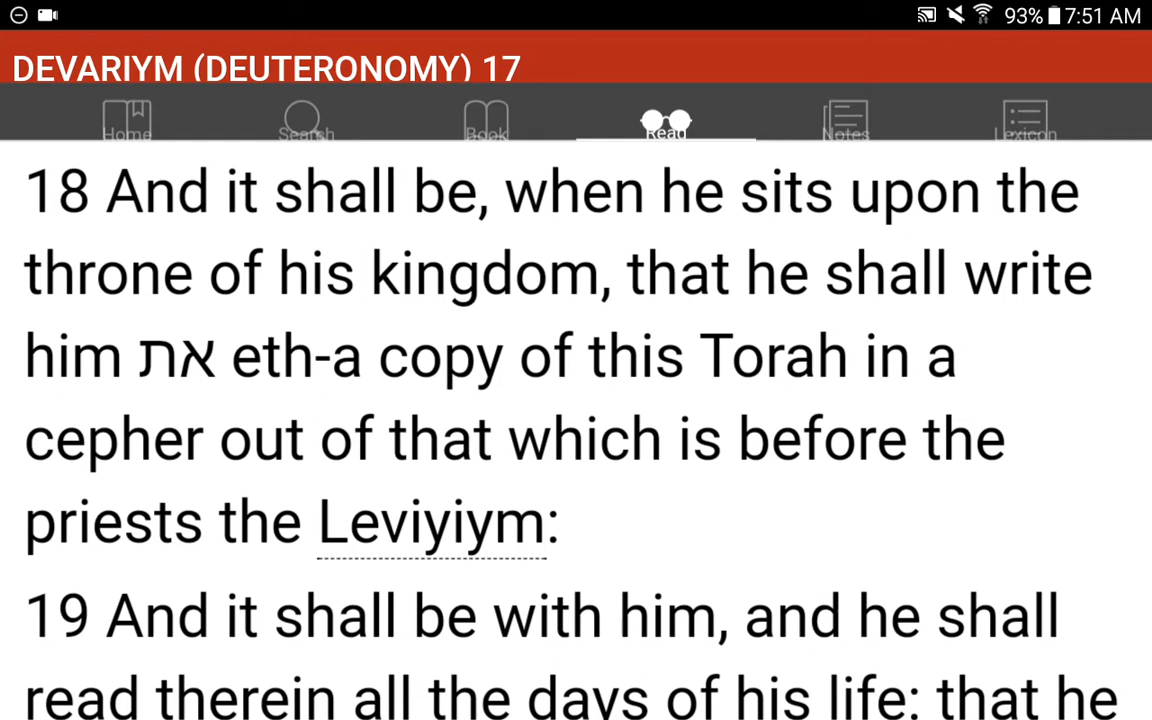 93% 7:51 AM
DEVARIYM (DEUTERONOMY) 17
Home Search Book Read Notes Lexicon
18 And it shall be, when he sits upon the
throne of his kingdom, that he shall write
him את eth-a copy of this Torah in a
cepher out of that which is before the
priests the Leviyiym:
19 And it shall be with him, and he shall
read therein all the days of his life: that he